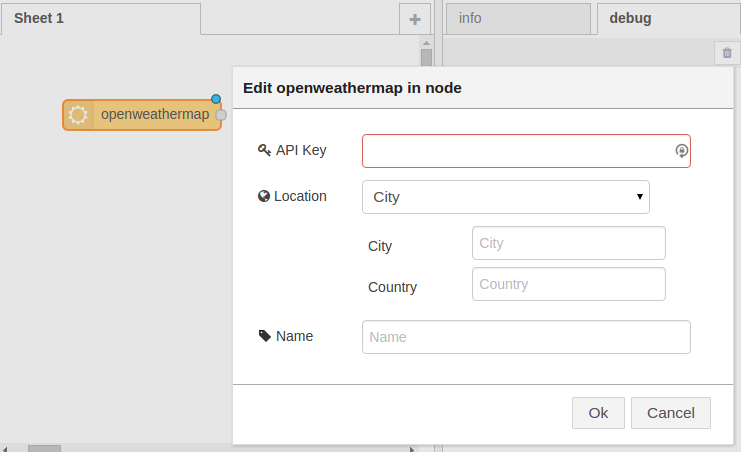 Sheet 1
+
info
debug
Edit openweathermap in node
openweathermap
API Key
Location
City
City
City
Country
Country
Name
Name
Ok
Cancel